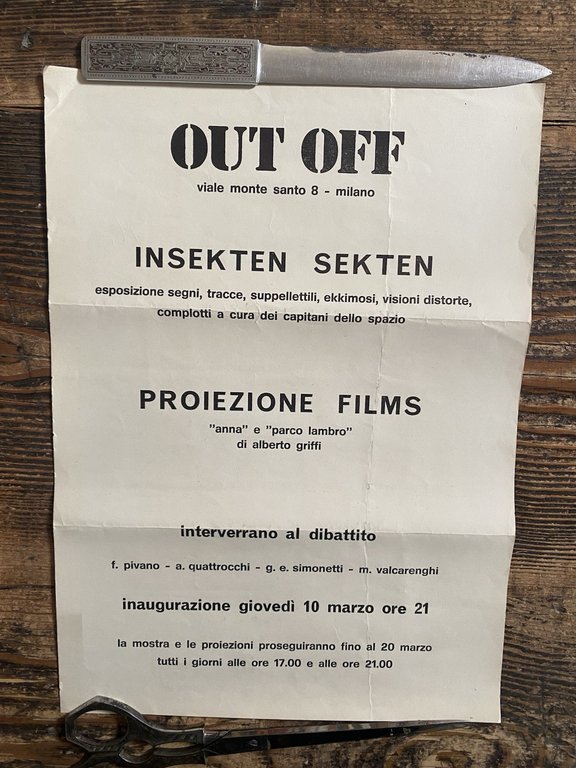 OUT OFF
viale monte santo 8 - milano
INSEKTEN SEKTEN
esposizione segni, tracce, suppellettili, ekkimosi, visioni distorte,
complotti a cura dei capitani dello spazio
PROIEZIONE FILMS
"anna" e "parco lambro"
di alberto griffi
interverrano al dibattito
f. pivano - a. quattrocchi - g. e. simonetti - m. valcarenghi
inaugurazione giovedì 10 marzo ore 21
la mostra e le proiezioni proseguiranno fino al 20 marzo
tutti i giorni alle ore 17.00 e alle ore 21.00